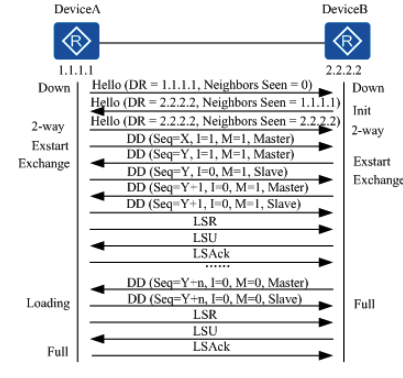 DeviceA DeviceB
R R
1.1.1.1 2.2.2.2
Down Hello (DR = 1.1.1.1, Neighbors Seen = 0) Down
Hello (DR = 2.2.2.2, Neighbors Seen = 1.1.1.1) Init
2-way Hello (DR = 2.2.2.2, Neighbors Seen = 2.2.2.2) 2-way
Exstart DD (Seq=X, I=1, M=1, Master)
Exchange DD (Seq=Y, I=1, M=1, Master) Exstart
DD (Seq=Y, I=0, M=1, Slave) Exchange
DD (Seq=Y+1, I=0, M=1, Master)
DD (Seq=Y+1, I=0, M=1, Slave)
LSR
LSU
LSAck
......
DD (Seq=Y+n, I=0, M=0, Master)
Loading DD (Seq=Y+n, I=0, M=0, Slave) Full
LSR
LSU
Full LSAck